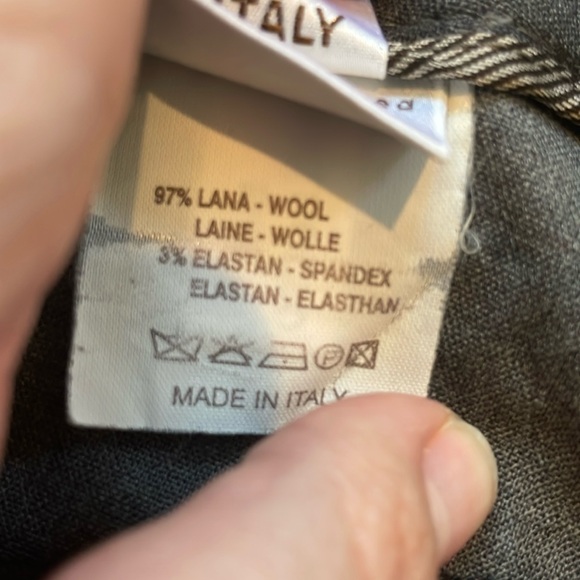 ITALY
97% LANA - WOOL
LAINE - WOLLE
3% ELASTAN - SPANDEX
ELASTAN - ELASTHAN
P
MADE IN ITALY